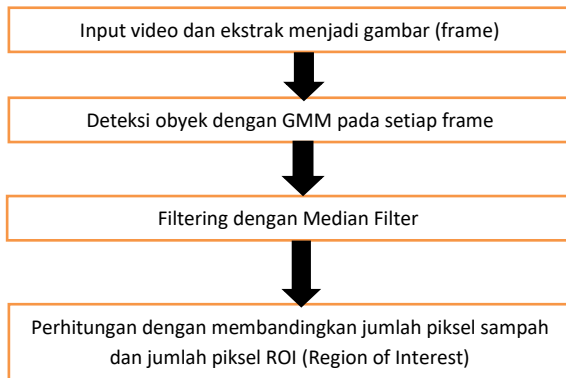 Input video dan ekstrak menjadi gambar (frame)
Deteksi obyek dengan GMM pada setiap frame
Filtering dengan Median Filter
Perhitungan dengan membandingkan jumlah piksel sampah
dan jumlah piksel ROI (Region of Interest)